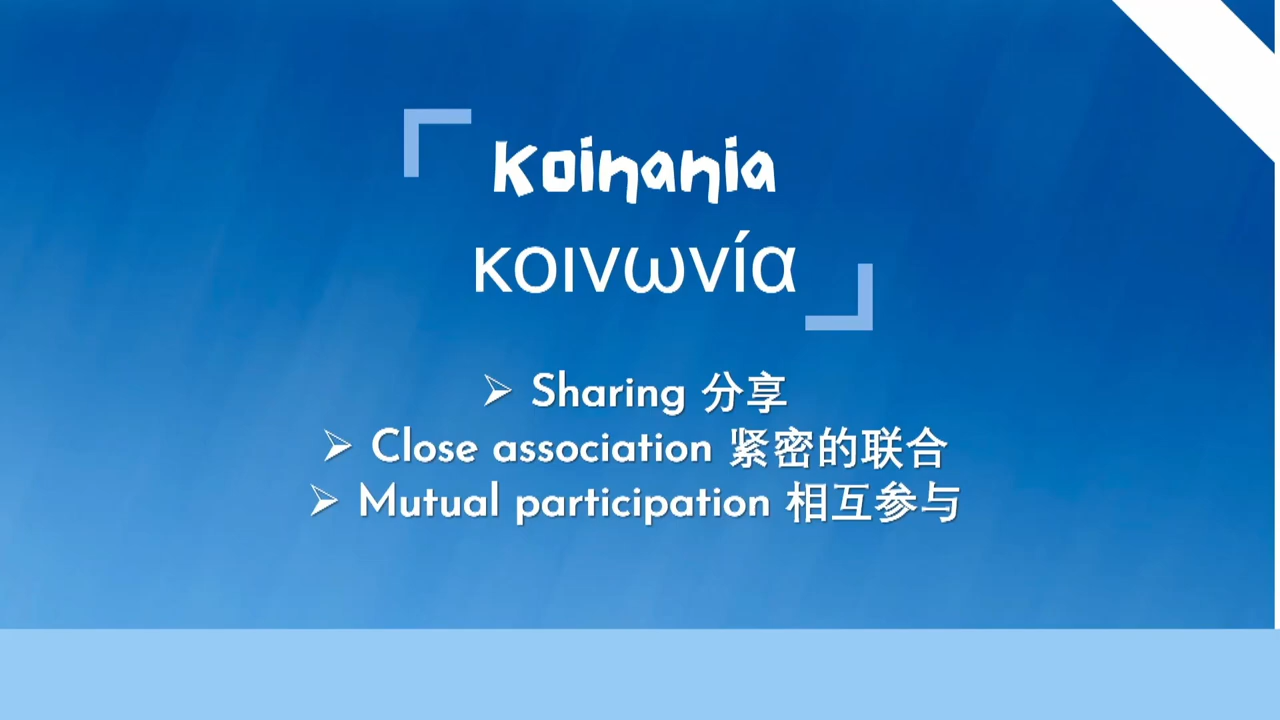 Koinania
κοινωνία
➢ Sharing 分享
➢ Close association 紧密的联合
➢ Mutual participation 相互参与